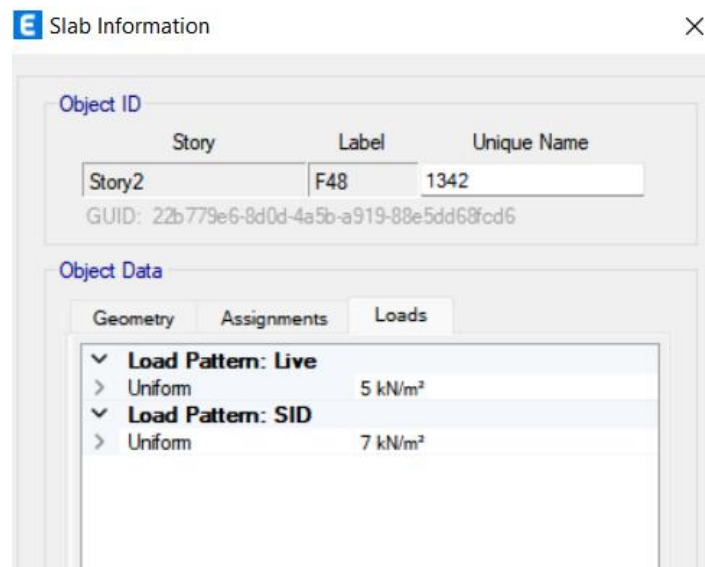 E Slab Information
Object ID
Story Label Unique Name
Story2 F48 1342
GUID: 22b779e6-8d0d-4a5b-a919-88e5dd68fcd6
Object Data
Geometry Assignments Loads
Load Pattern: Live
Uniform 5 kN/m²
Load Pattern: SID
Uniform 7 kN/m²